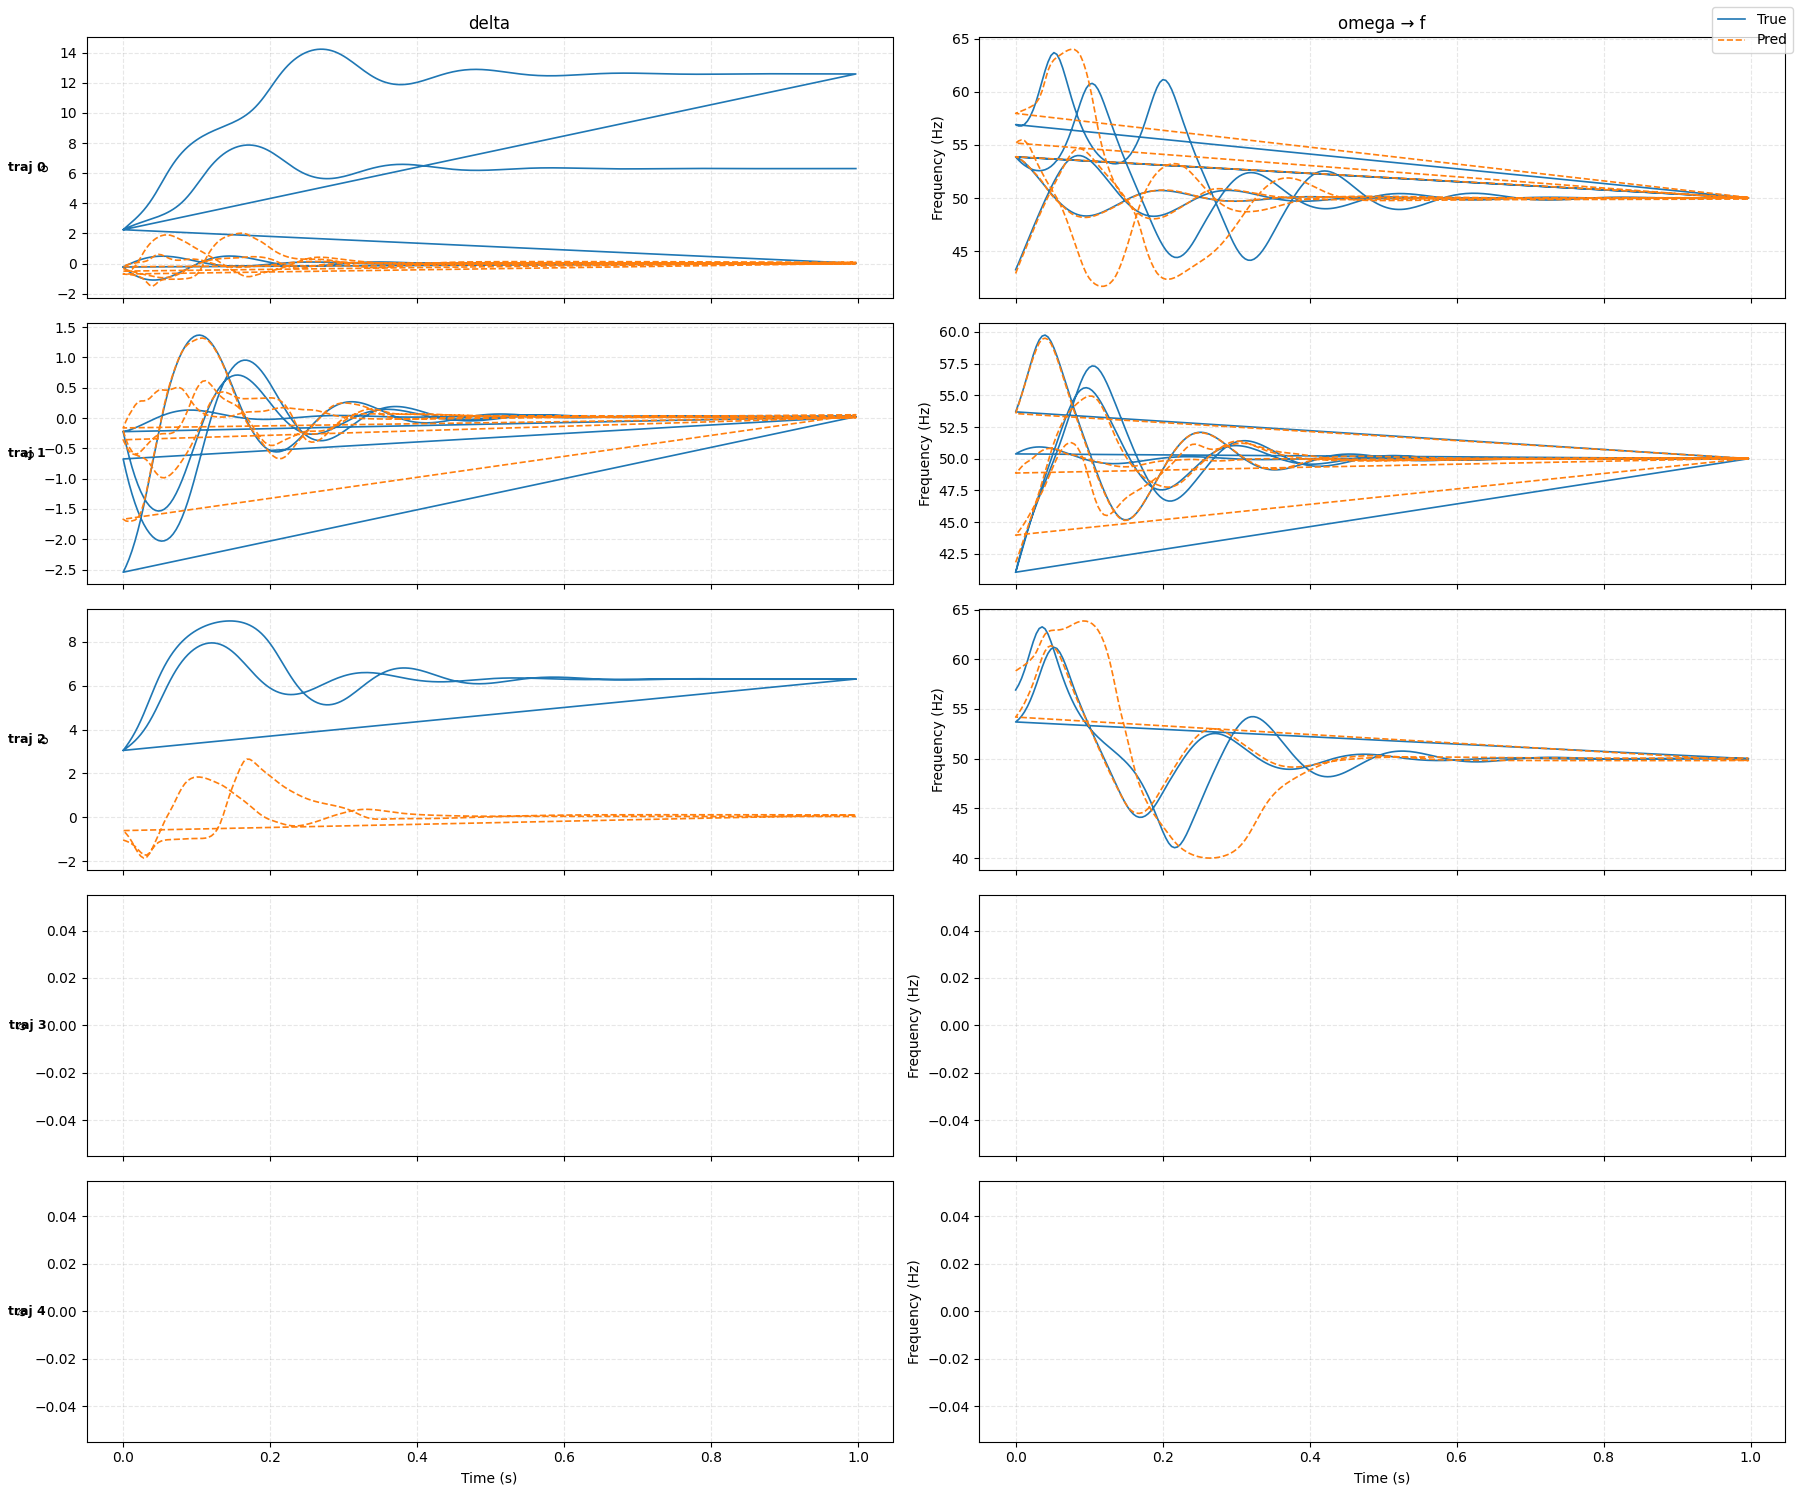 delta
omega → f
True
Pred
14
12
10
8
6
4
2
0
−2
traj 0
δ
65
60
55
50
45
Frequency (Hz)
1.5
1.0
0.5
0.0
−0.5
−1.0
−1.5
−2.0
−2.5
traj 1
δ
60.0
57.5
55.0
52.5
50.0
47.5
45.0
42.5
Frequency (Hz)
8
6
4
2
0
−2
traj 2
δ
65
60
55
50
45
40
Frequency (Hz)
0.04
0.02
0.00
−0.02
−0.04
traj 3
δ
0.04
0.02
0.00
−0.02
−0.04
Frequency (Hz)
0.04
0.02
0.00
−0.02
−0.04
traj 4
δ
0.04
0.02
0.00
−0.02
−0.04
Frequency (Hz)
0.0 0.2 0.4 0.6 0.8 1.0
Time (s)
0.0 0.2 0.4 0.6 0.8 1.0
Time (s)